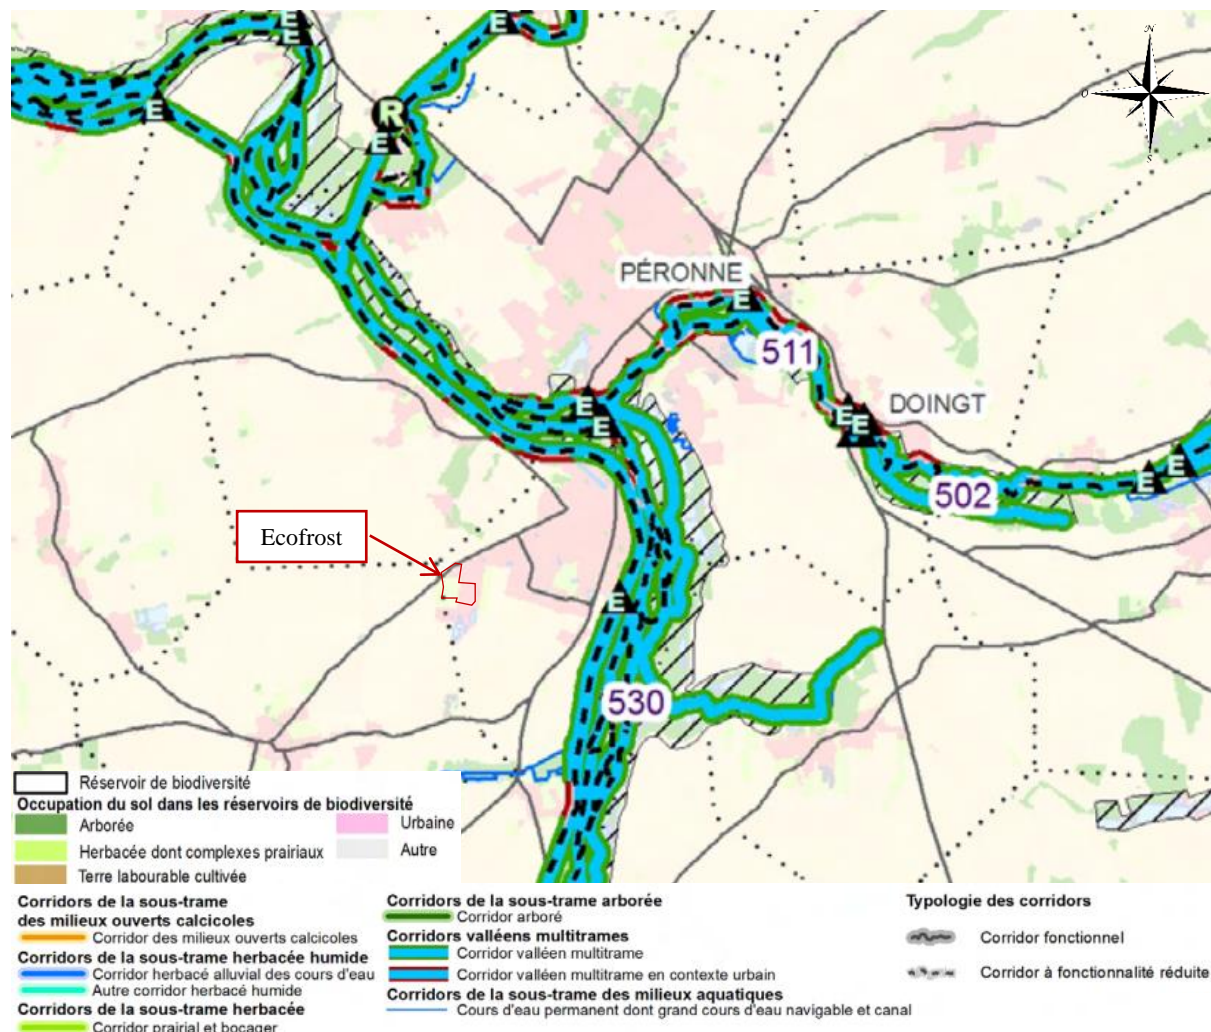 E
E
E
E
R
E
N
O
S
PÉRONNE
E
511
E
E
E
E
DOINGT
E
E
502
Ecofrost
E
530
Réservoir de biodiversité
Occupation du sol dans les réservoirs de biodiversité
Arborée
Urbaine
Herbacée dont complexes prairiaux
Autre
Terre labourable cultivée
Corridors de la sous-trame
des milieux ouverts calcicoles
Corridor des milieux ouverts calcicoles
Corridors de la sous-trame herbacée humide
Corridor herbacé alluvial des cours d'eau
Autre corridor herbacé humide
Corridors de la sous-trame herbacée
Corridor prairial et bocager
Corridors de la sous-trame arborée
Corridor arboré
Corridors valléens multitrames
Corridor valléen multitrame
Corridor valléen multitrame en contexte urbain
Corridors de la sous-trame des milieux aquatiques
Cours d'eau permanent dont grand cours d'eau navigable et canal
Typologie des corridors
Corridor fonctionnel
Corridor à fonctionnalité réduite